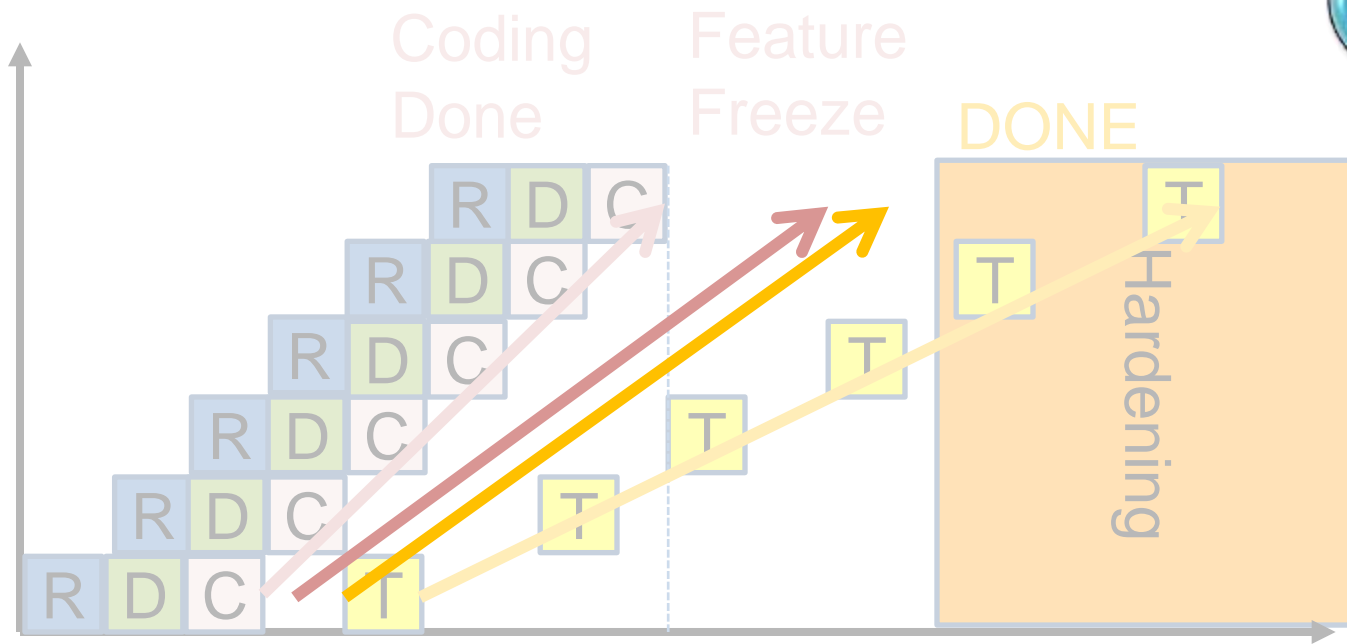 Coding
Done
Feature
Freeze
DONE
R D C T
R D C T
R D C T
R D C T
R D C T
R D C T
Hardening